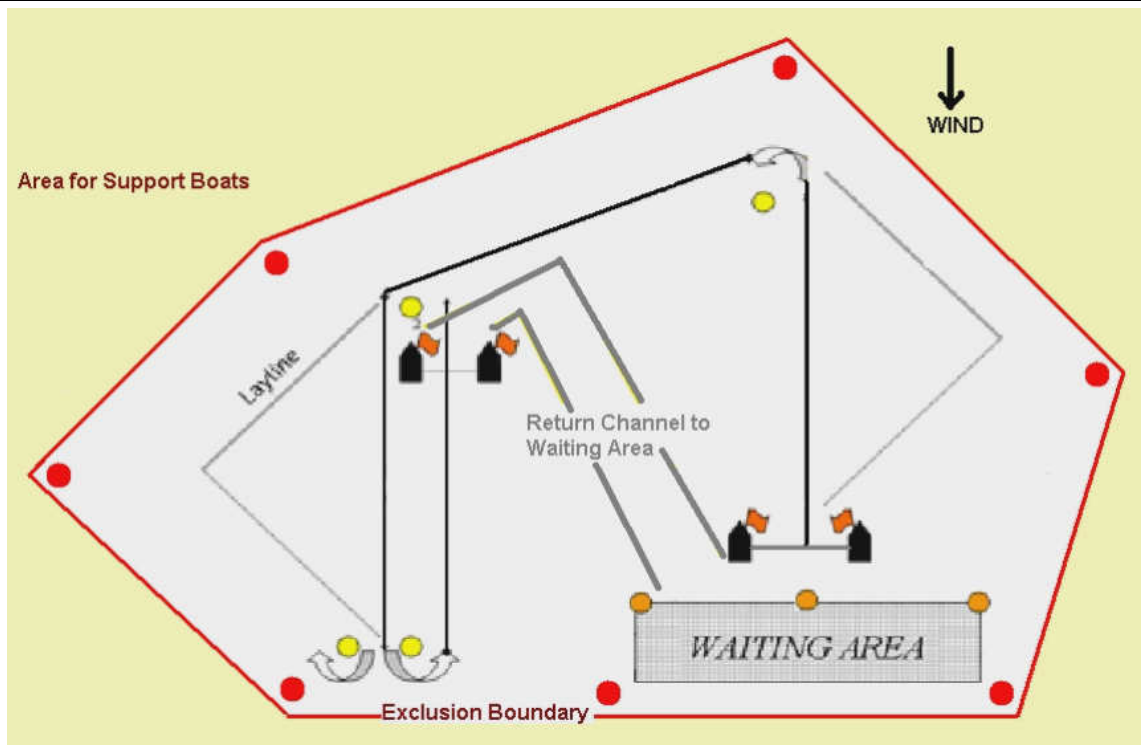 WIND
Area for Support Boats
Layline
Return Channel to
Waiting Area
WAITING AREA
Exclusion Boundary